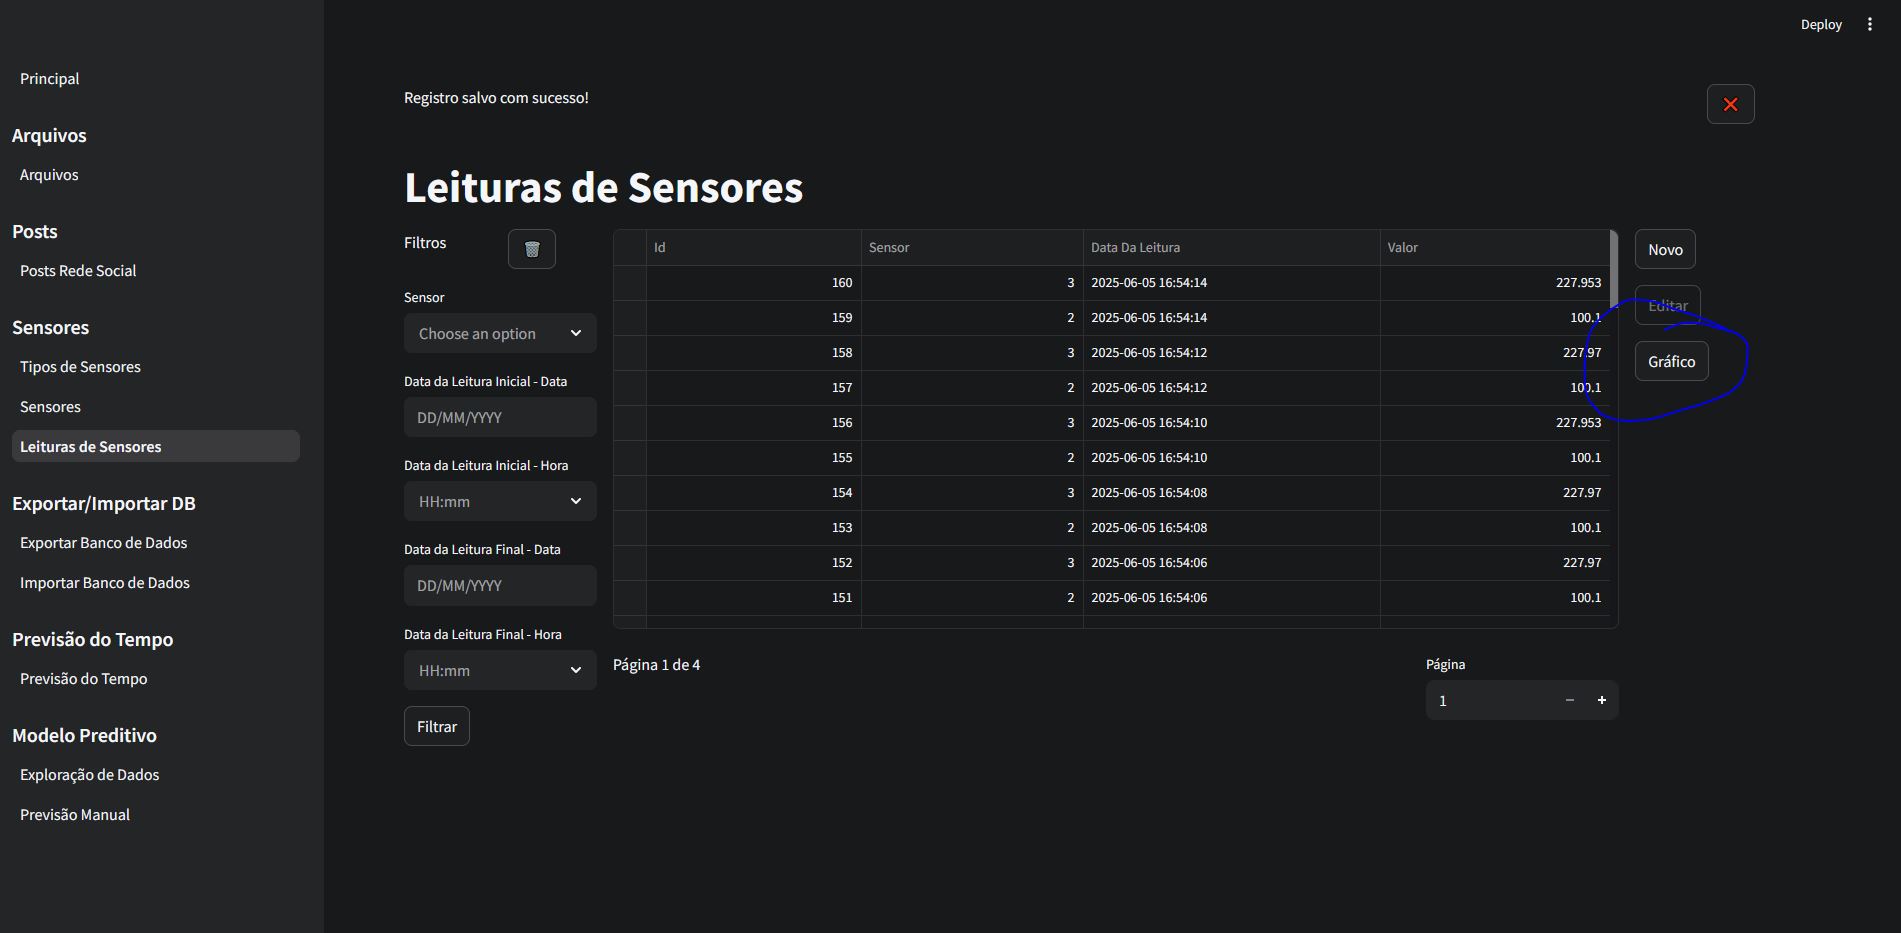 Deploy
Principal
Arquivos
Arquivos
Posts
Posts Rede Social
Sensores
Tipos de Sensores
Sensores
Leituras de Sensores
Exportar/Importar DB
Exportar Banco de Dados
Importar Banco de Dados
Previsão do Tempo
Previsão do Tempo
Modelo Preditivo
Exploração de Dados
Previsão Manual
Registro salvo com sucesso!
Leituras de Sensores
Filtros
Sensor
Choose an option
Data da Leitura Inicial - Data
DD/MM/YYYY
Data da Leitura Inicial - Hora
HH:mm
Data da Leitura Final - Data
DD/MM/YYYY
Data da Leitura Final - Hora
HH:mm
Filtrar
Id Sensor Data Da Leitura Valor
160 3 2025-06-05 16:54:14 227.953
159 2 2025-06-05 16:54:14 100.1
158 3 2025-06-05 16:54:12 227.97
157 2 2025-06-05 16:54:12 100.1
156 3 2025-06-05 16:54:10 227.953
155 2 2025-06-05 16:54:10 100.1
154 3 2025-06-05 16:54:08 227.97
153 2 2025-06-05 16:54:08 100.1
152 3 2025-06-05 16:54:06 227.97
151 2 2025-06-05 16:54:06 100.1
Página 1 de 4
Página
1
Novo
Editar
Gráfico